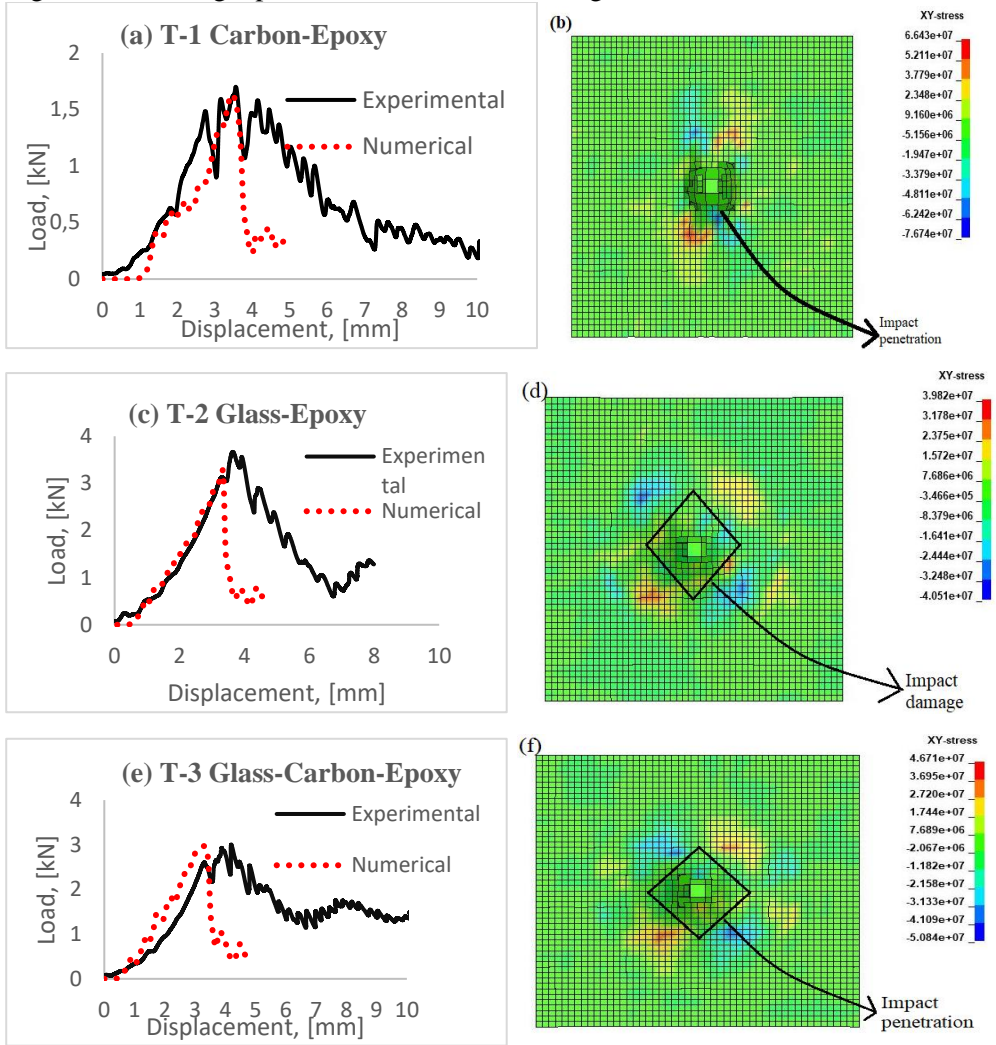 (a) T-1 Carbon-Epoxy
2
1,5
1
0,5
0
Load, [kN]
Experimental
Numerical
0 1 2 3 4 5 6 7 8 9 10
Displacement, [mm]
(b)
XY-stress
6.643e+07
5.211e+07
3.779e+07
2.348e+07
9.160e+06
-5.156e+06
-1.947e+07
-3.379e+07
-4.811e+07
-6.242e+07
-7.674e+07
Impact
penetration
(c) T-2 Glass-Epoxy
4
3
2
1
0
Load, [kN]
Experimen
tal
Numerical
0 2 4 6 8 10
Displacement, [mm]
(d)
XY-stress
3.982e+07
3.178e+07
2.375e+07
1.572e+07
7.686e+06
-3.466e+05
-8.379e+06
-1.641e+07
-2.444e+07
-3.248e+07
-4.051e+07
Impact
damage
(e) T-3 Glass-Carbon-Epoxy
4
3
2
1
0
Load, [kN]
Experimental
Numerical
0 1 2 3 4 5 6 7 8 9 10
Displacement, [mm]
(f)
XY-stress
4.671e+07
3.695e+07
2.720e+07
1.744e+07
7.689e+06
-2.067e+06
-1.182e+07
-2.158e+07
-3.133e+07
-4.109e+07
-5.084e+07
Impact
penetration